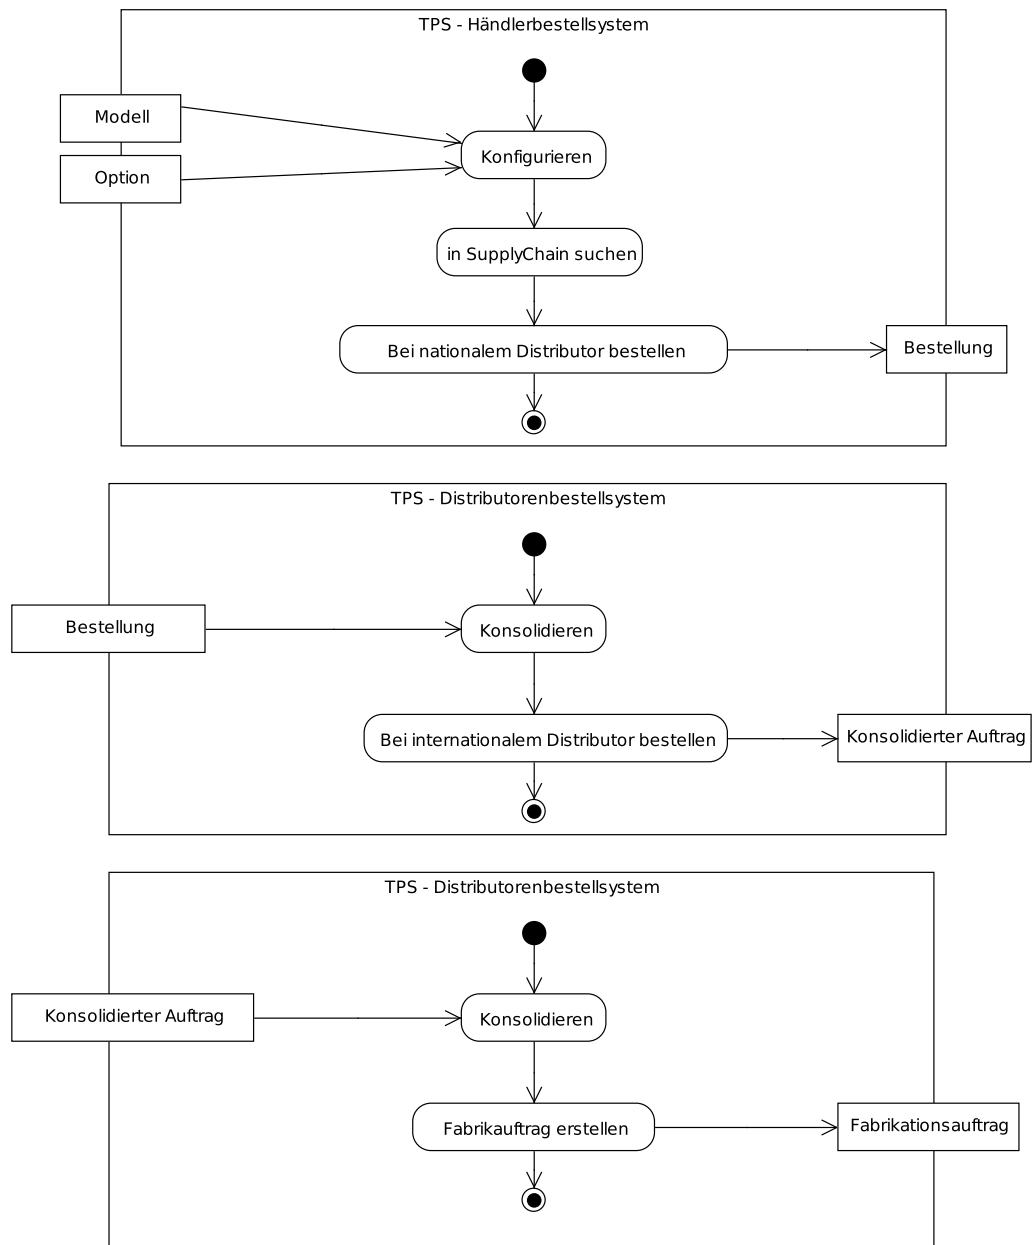 TPS - Händlerbestellsystem
Modell
Konfigurieren
Option
in SupplyChain suchen
Bei nationalem Distributor bestellen
Bestellung
TPS - Distributorenbestellsystem
Bestellung
Konsolidieren
Bei internationalem Distributor bestellen
Konsolidierter Auftrag
TPS - Distributorenbestellsystem
Konsolidierter Auftrag
Konsolidieren
Fabrikauftrag erstellen
Fabrikationsauftrag